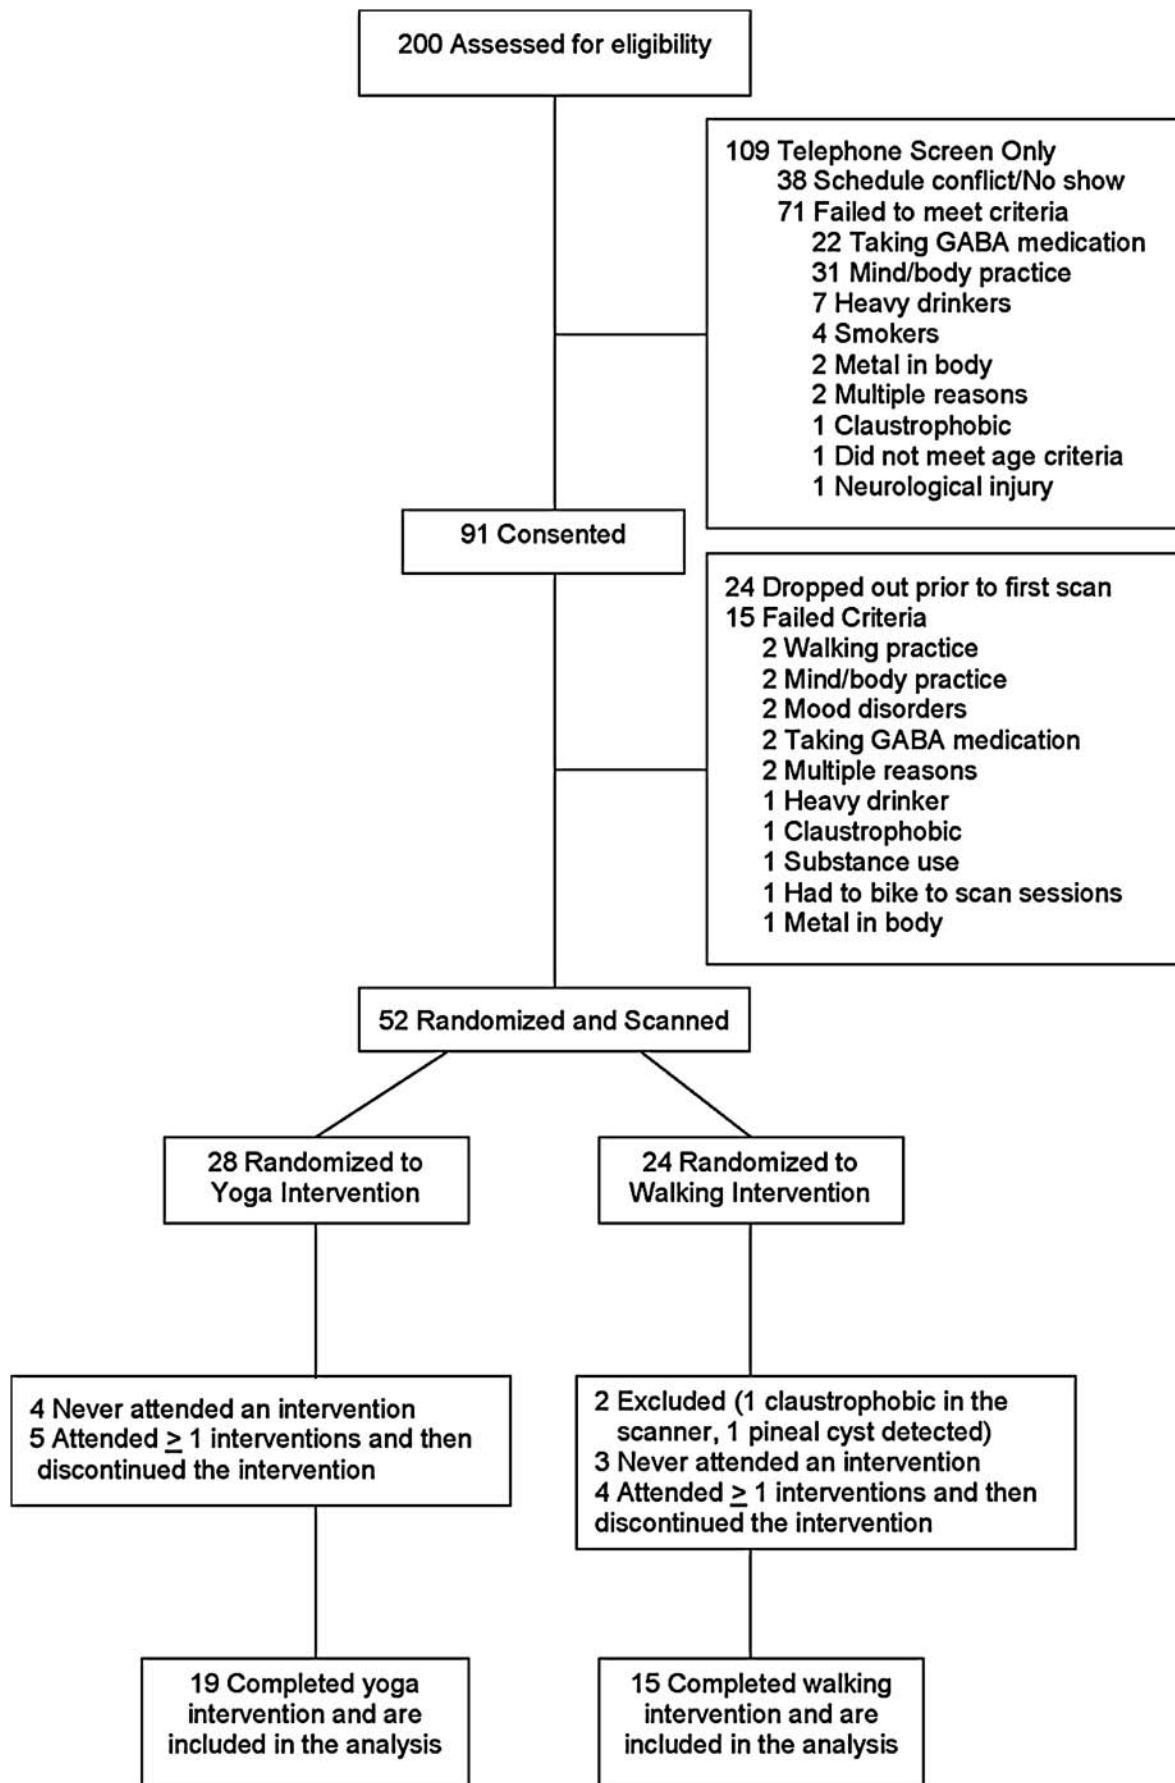 200 Assessed for eligibility
109 Telephone Screen Only
38 Schedule conflict/No show
71 Failed to meet criteria
22 Taking GABA medication
31 Mind/body practice
7 Heavy drinkers
4 Smokers
2 Metal in body
2 Multiple reasons
1 Claustrophobic
1 Did not meet age criteria
1 Neurological injury
91 Consented
24 Dropped out prior to first scan
15 Failed Criteria
2 Walking practice
2 Mind/body practice
2 Mood disorders
2 Taking GABA medication
2 Multiple reasons
1 Heavy drinker
1 Claustrophobic
1 Substance use
1 Had to bike to scan sessions
1 Metal in body
52 Randomized and Scanned
28 Randomized to
Yoga Intervention
24 Randomized to
Walking Intervention
4 Never attended an intervention
5 Attended ≥ 1 interventions and then
discontinued the intervention
2 Excluded (1 claustrophobic in the
scanner, 1 pineal cyst detected)
3 Never attended an intervention
4 Attended ≥ 1 interventions and then
discontinued the intervention
19 Completed yoga
intervention and are
included in the analysis
15 Completed walking
intervention and are
included in the analysis